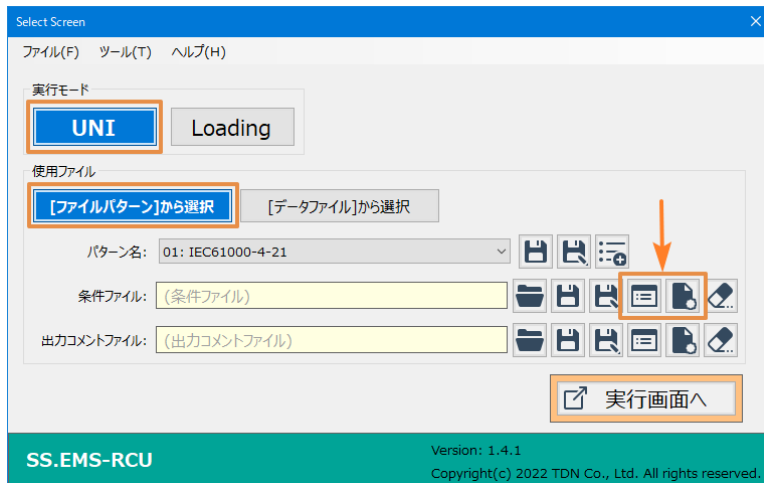 Select Screen
ファイル(F) ツール(T) ヘルプ(H)
実行モード
UNI Loading
使用ファイル
[ファイルパターン]から選択 [データファイル]から選択
パターン名: 01: IEC61000-4-21
条件ファイル: (条件ファイル)
出力コメントファイル: (出力コメントファイル)
実行画面へ
SS.EMS-RCU
Version: 1.4.1
Copyright(c) 2022 TDN Co., Ltd. All rights reserved.